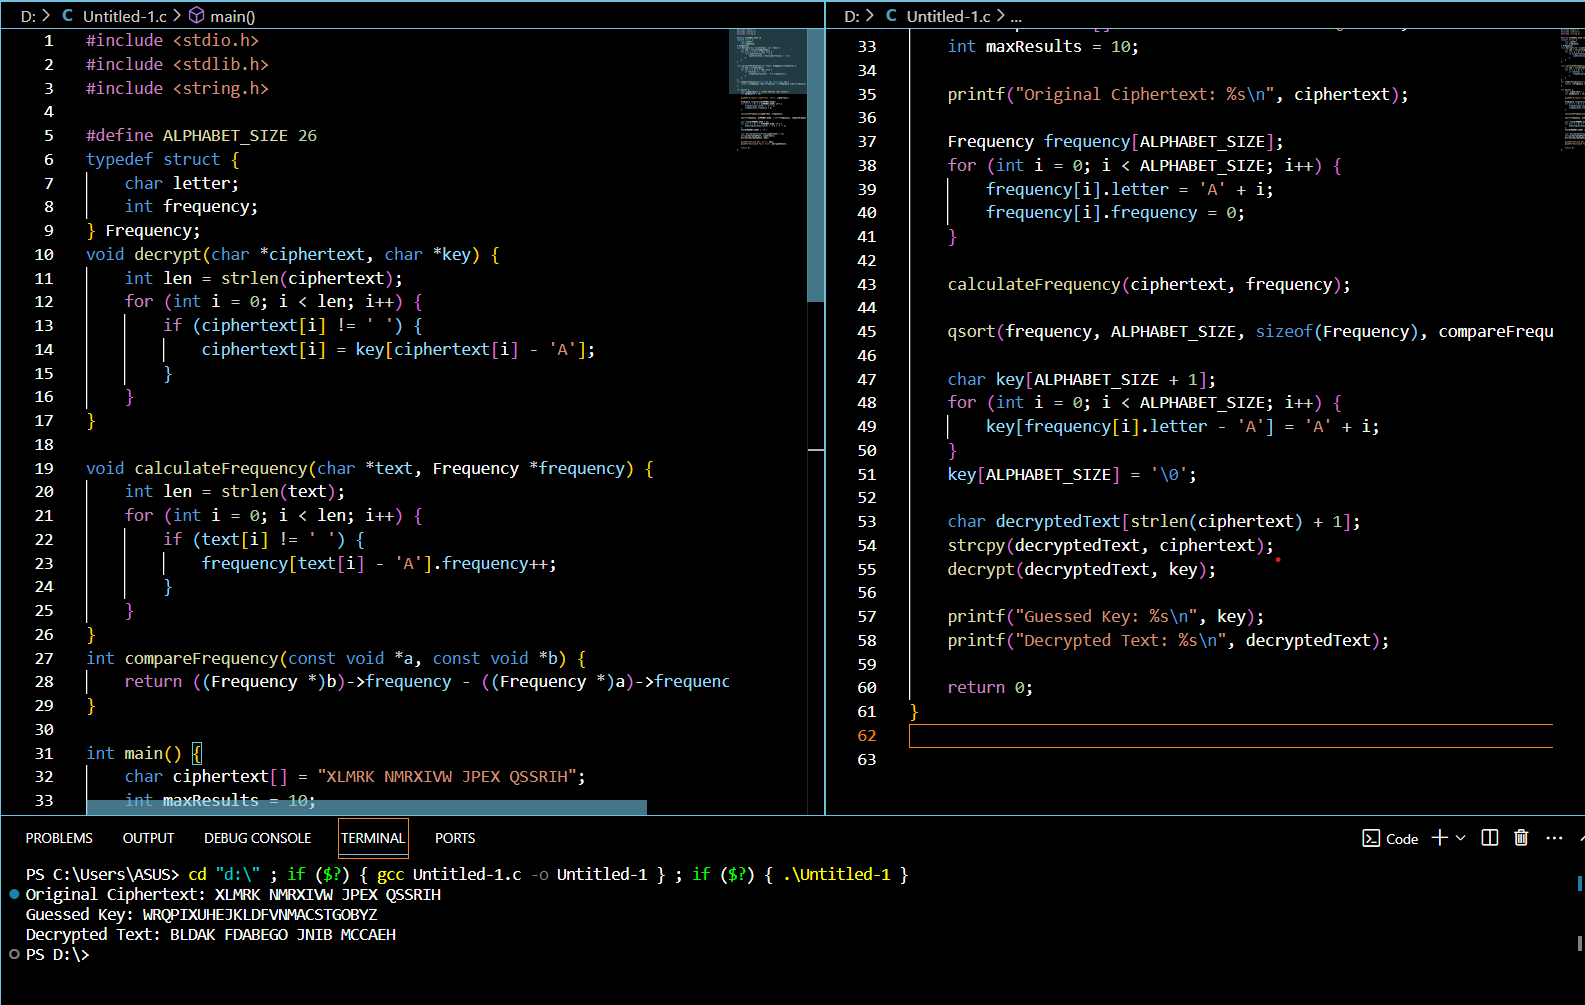 D: > C Untitled-1.c > main()
1 #include <stdio.h>
2 #include <stdlib.h>
3 #include <string.h>
4
5 #define ALPHABET_SIZE 26
6 typedef struct {
7 char letter;
8 int frequency;
9 } Frequency;
10 void decrypt(char *ciphertext, char *key) {
11 int len = strlen(ciphertext);
12 for (int i = 0; i < len; i++) {
13 if (ciphertext[i] != ' ') {
14 ciphertext[i] = key[ciphertext[i] - 'A'];
15 }
16 }
17 }
18
19 void calculateFrequency(char *text, Frequency *frequency) {
20 int len = strlen(text);
21 for (int i = 0; i < len; i++) {
22 if (text[i] != ' ') {
23 frequency[text[i] - 'A'].frequency++;
24 }
25 }
26 }
27 int compareFrequency(const void *a, const void *b) {
28 return ((Frequency *)b)->frequency - ((Frequency *)a)->frequenc
29 }
30
31 int main() {
32 char ciphertext[] = "XLMRK NMRXIVW JPEX QSSRIH";
33 int maxResults = 10;
D: > C Untitled-1.c > ...
33 int maxResults = 10;
34
35 printf("Original Ciphertext: %s\n", ciphertext);
36
37 Frequency frequency[ALPHABET_SIZE];
38 for (int i = 0; i < ALPHABET_SIZE; i++) {
39 frequency[i].letter = 'A' + i;
40 frequency[i].frequency = 0;
41 }
42
43 calculateFrequency(ciphertext, frequency);
44
45 qsort(frequency, ALPHABET_SIZE, sizeof(Frequency), compareFrequ
46
47 char key[ALPHABET_SIZE + 1];
48 for (int i = 0; i < ALPHABET_SIZE; i++) {
49 key[frequency[i].letter - 'A'] = 'A' + i;
50 }
51 key[ALPHABET_SIZE] = '\0';
52
53 char decryptedText[strlen(ciphertext) + 1];
54 strcpy(decryptedText, ciphertext);
55 decrypt(decryptedText, key);
56
57 printf("Guessed Key: %s\n", key);
58 printf("Decrypted Text: %s\n", decryptedText);
59
60 return 0;
61 }
62
63
PROBLEMS OUTPUT DEBUG CONSOLE TERMINAL PORTS
Code
PS C:\Users\ASUS> cd "d:\" ; if ($?) { gcc Untitled-1.c -o Untitled-1 } ; if ($?) { .\Untitled-1 }
Original Ciphertext: XLMRK NMRXIVW JPEX QSSRIH
Guessed Key: WRQPIXUHEJKLDFVNMACSTGOBYZ
Decrypted Text: BLDAK FDABEGO JNIB MCCAEH
PS D:\>